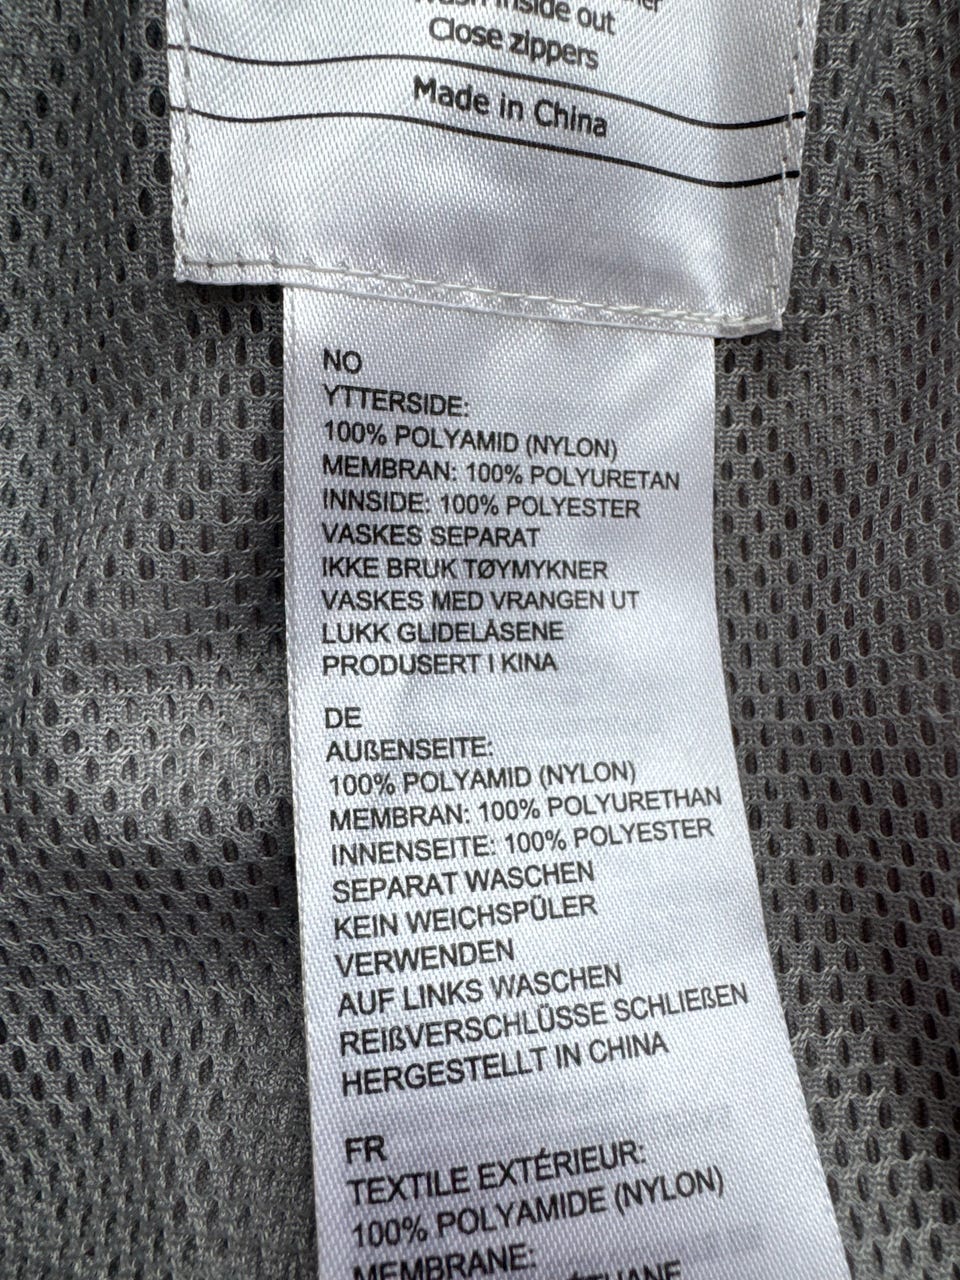 inside out
Close zippers
Made in China
NO
YTTERSIDE:
100% POLYAMID (NYLON)
MEMBRAN: 100% POLYURETAN
INNSIDE: 100% POLYESTER
VASKES SEPARAT
IKKE BRUK TØYMYKNER
VASKES MED VRANGEN UT
LUKK GLIDELÅSENE
PRODUSERT I KINA
DE
AUßENSEITE:
100% POLYAMID (NYLON)
MEMBRAN: 100% POLYURETHAN
INNENSEITE: 100% POLYESTER
SEPARAT WASCHEN
KEIN WEICHSPÜLER
VERWENDEN
AUF LINKS WASCHEN
REIßVERSCHLÜSSE SCHLIEßEN
HERGESTELLT IN CHINA
FR
TEXTILE EXTÉRIEUR:
100% POLYAMIDE (NYLON)
MEMBRANE: